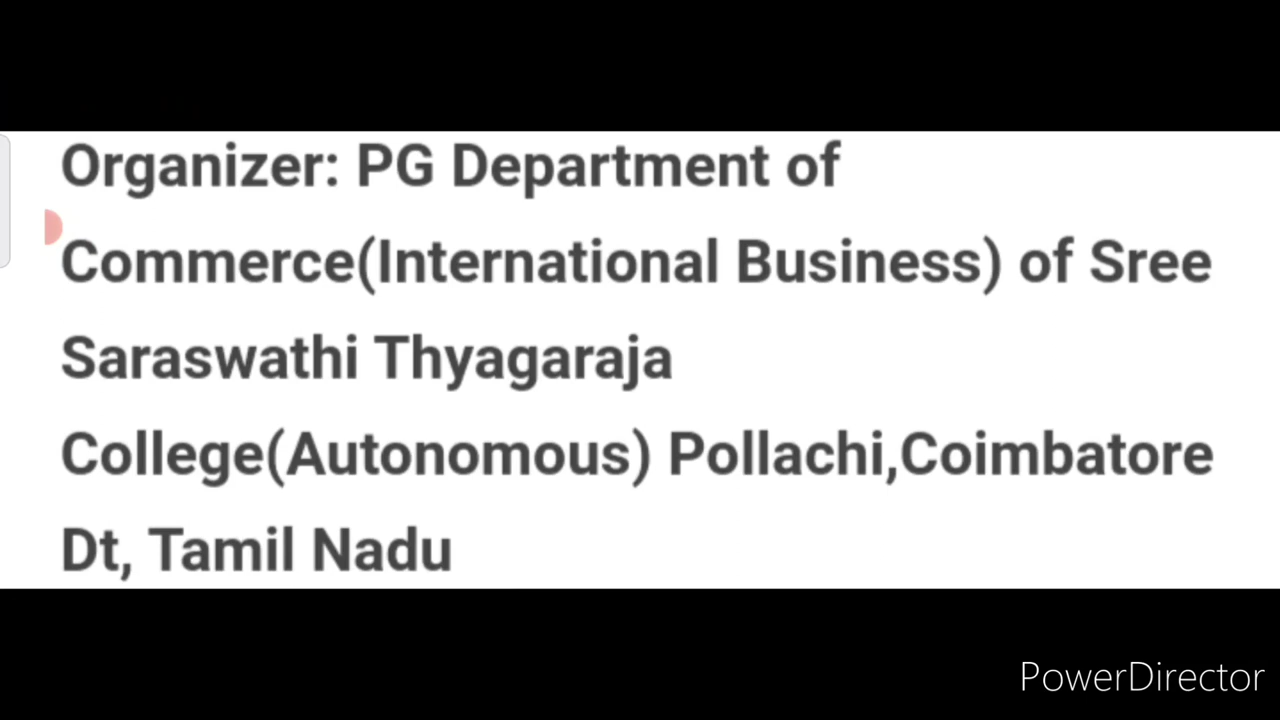 Organizer: PG Department of
Commerce(International Business) of Sree
Saraswathi Thyagaraja
College(Autonomous) Pollachi,Coimbatore
Dt, Tamil Nadu
PowerDirector